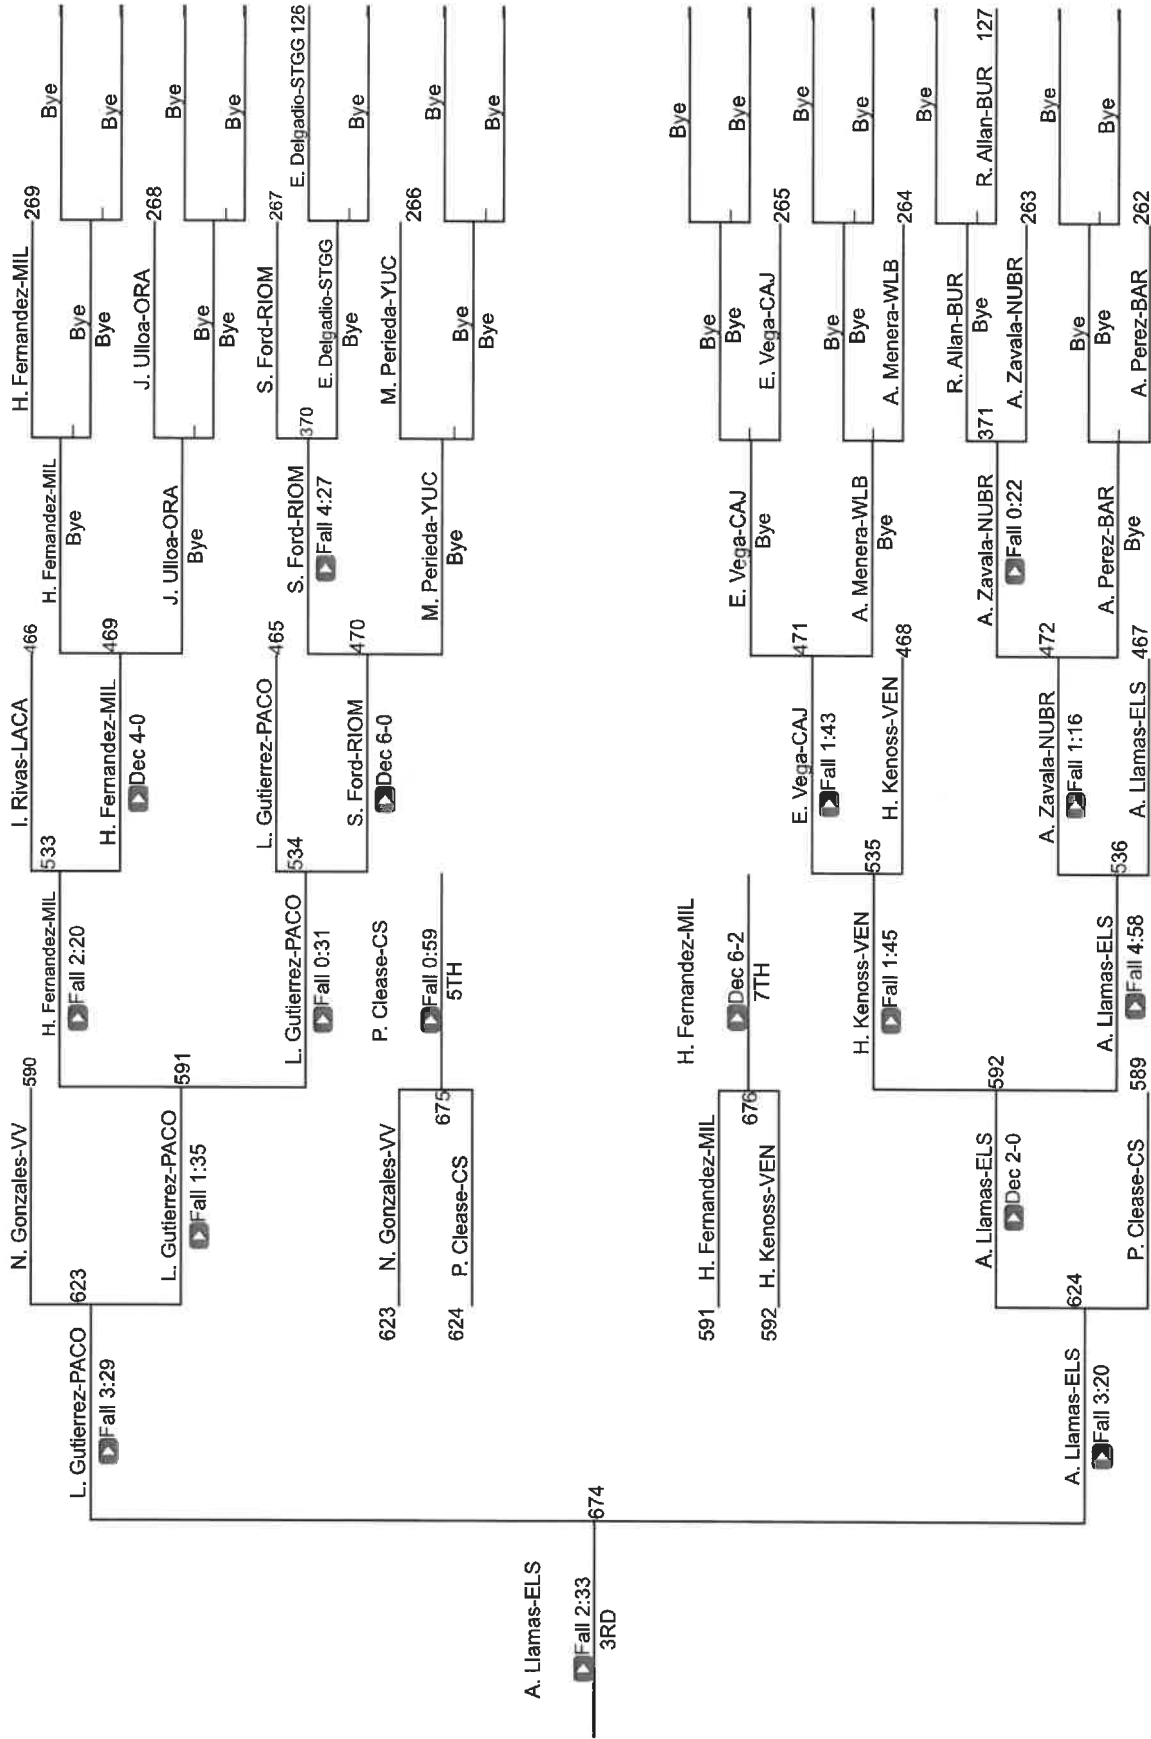 N. Gonzales-VV
590
I. Rivas-LACA
466
H. Fernandez-MIL
269
533
H. Fernandez-MIL
Fall 2:20
H. Fernandez-MIL
Bye
Bye
Bye
Bye
Bye
L. Gutierrez-PACO
623
Fall 3:29
H. Fernandez-MIL
469
Dec 4-0
J. Ulloa-ORA
268
L. Gutierrez-PACO
591
Fall 1:35
J. Ulloa-ORA
Bye
Bye
Bye
Bye
Bye
L. Gutierrez-PACO
465
S. Ford-RIOM
267
L. Gutierrez-PACO
534
Fall 0:31
S. Ford-RIOM
370
Fall 4:27
E. Delgadio-STGG
Bye
E. Delgadio-STGG 126
Bye
S. Ford-RIOM
470
Dec 6-0
623
N. Gonzales-VV
P. Clease-CS
M. Perieda-YUC
266
675
Fall 0:59
5TH
624
P. Clease-CS
M. Perieda-YUC
Bye
Bye
Bye
Bye
Bye
A. Llamas-ELS
674
Fall 2:33
3RD
H. Fernandez-MIL
591
H. Fernandez-MIL
676
Dec 6-2
7TH
592
H. Kenoss-VEN
E. Vega-CAJ
Bye
Bye
Bye
Bye
Bye
E. Vega-CAJ
265
E. Vega-CAJ
471
Fall 1:43
A. Menera-WLB
Bye
Bye
Bye
Bye
Bye
H. Kenoss-VEN
535
Fall 1:45
H. Kenoss-VEN
468
A. Menera-WLB
264
A. Llamas-ELS
592
Dec 2-0
A. Zavala-NUBR
371
Fall 0:22
R. Allan-BUR
Bye
Bye
R. Allan-BUR 127
A. Zavala-NUBR
263
A. Zavala-NUBR
472
Fall 1:16
A. Llamas-ELS
624
Fall 3:20
A. Llamas-ELS
536
Fall 4:58
A. Perez-BAR
Bye
Bye
Bye
Bye
Bye
P. Clease-CS
589
A. Llamas-ELS
467
A. Perez-BAR
262